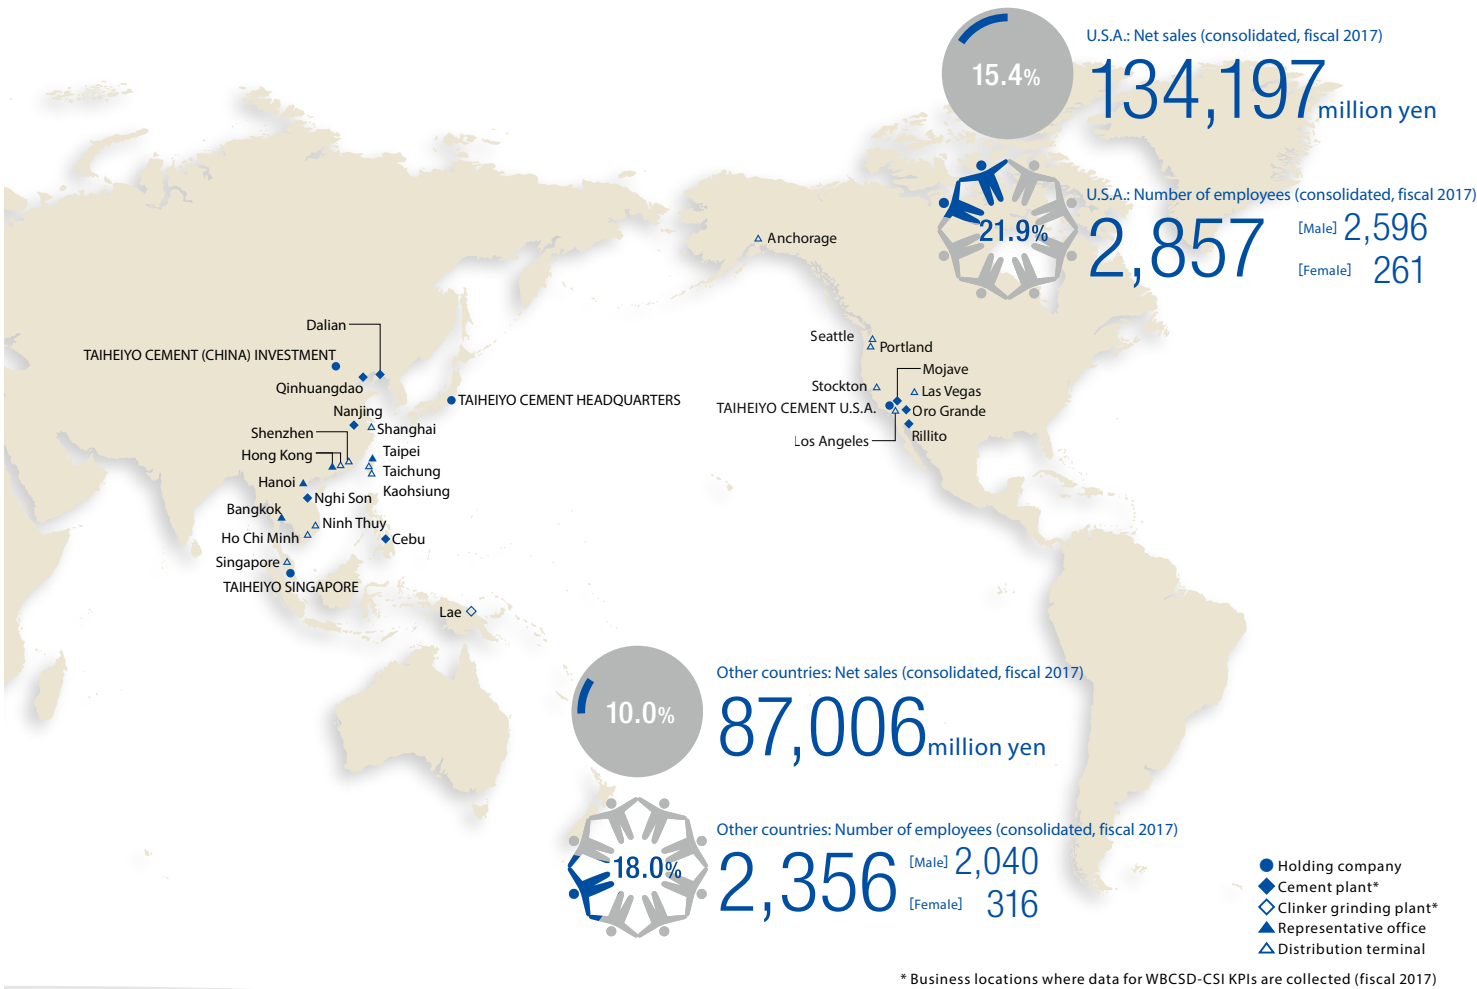 15.4%
U.S.A.: Net sales (consolidated, fiscal 2017)
134,197 million yen
21.9%
U.S.A.: Number of employees (consolidated, fiscal 2017)
2,857
[Male] 2,596
[Female] 261
Anchorage
Dalian
TAIHEIYO CEMENT (CHINA) INVESTMENT
Qinhuangdao
TAIHEIYO CEMENT HEADQUARTERS
Nanjing
Shanghai
Shenzhen
Hong Kong
Taipei
Taichung
Kaohsiung
Hanoi
Nghi Son
Bangkok
Ninh Thuy
Ho Chi Minh
Cebu
Singapore
TAIHEIYO SINGAPORE
Lae
Seattle
Portland
Mojave
Stockton
Las Vegas
TAIHEIYO CEMENT U.S.A.
Oro Grande
Los Angeles
Rillito
10.0%
Other countries: Net sales (consolidated, fiscal 2017)
87,006 million yen
18.0%
Other countries: Number of employees (consolidated, fiscal 2017)
2,356
[Male] 2,040
[Female] 316
Holding company
Cement plant*
Clinker grinding plant*
Representative office
Distribution terminal
* Business locations where data for WBCSD-CSI KPIs are collected (fiscal 2017)